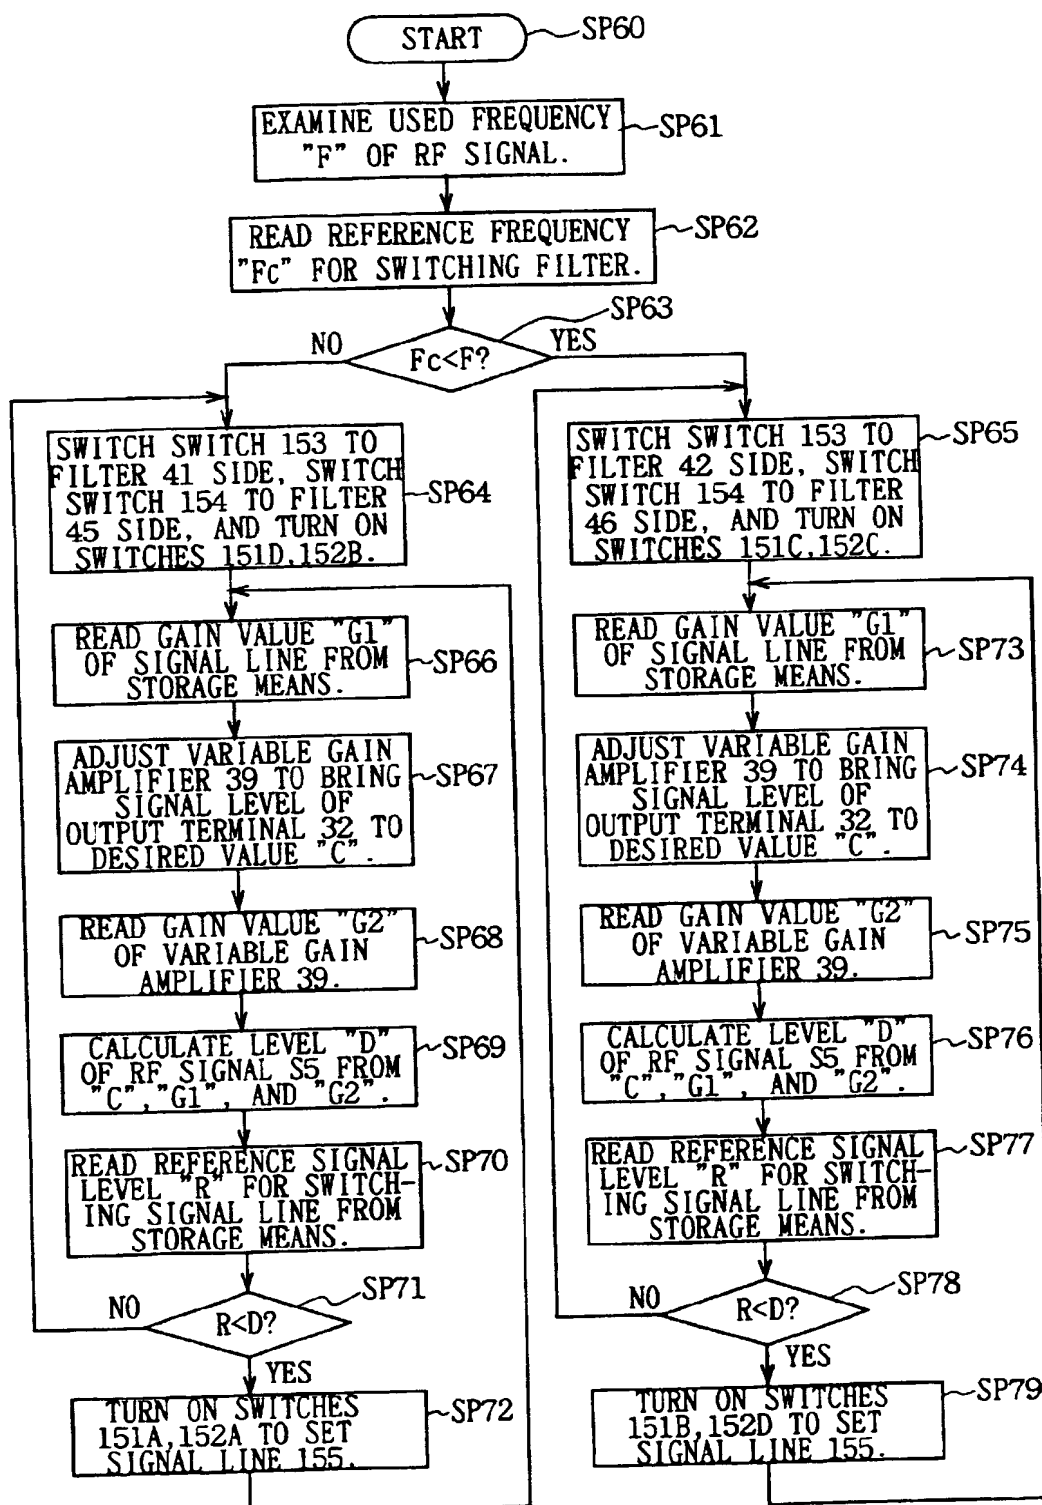 START
SP60
EXAMINE USED FREQUENCY
"F" OF RF SIGNAL.
SP61
READ REFERENCE FREQUENCY
"Fc" FOR SWITCHING FILTER.
SP62
SP63
NO
Fc<F?
YES
SWITCH SWITCH 153 TO
FILTER 41 SIDE, SWITCH
SWITCH 154 TO FILTER
45 SIDE, AND TURN ON
SWITCHES 151D,152B.
SP64
READ GAIN VALUE "G1"
OF SIGNAL LINE FROM
STORAGE MEANS.
SP66
ADJUST VARIABLE GAIN
AMPLIFIER 39 TO BRING
SIGNAL LEVEL OF
OUTPUT TERMINAL 32 TO
DESIRED VALUE "C".
SP67
READ GAIN VALUE "G2"
OF VARIABLE GAIN
AMPLIFIER 39.
SP68
CALCULATE LEVEL "D"
OF RF SIGNAL S5 FROM
"C","G1", AND "G2".
SP69
READ REFERENCE SIGNAL
LEVEL "R" FOR SWITCH-
ING SIGNAL LINE FROM
STORAGE MEANS.
SP70
SP71
NO
R<D?
YES
TURN ON SWITCHES
151A,152A TO SET
SIGNAL LINE 155.
SP72
SWITCH SWITCH 153 TO
FILTER 42 SIDE, SWITCH
SWITCH 154 TO FILTER
46 SIDE, AND TURN ON
SWITCHES 151C,152C.
SP65
READ GAIN VALUE "G1"
OF SIGNAL LINE FROM
STORAGE MEANS.
SP73
ADJUST VARIABLE GAIN
AMPLIFIER 39 TO BRING
SIGNAL LEVEL OF
OUTPUT TERMINAL 32 TO
DESIRED VALUE "C".
SP74
READ GAIN VALUE "G2"
OF VARIABLE GAIN
AMPLIFIER 39.
SP75
CALCULATE LEVEL "D"
OF RF SIGNAL S5 FROM
"C","G1", AND "G2".
SP76
READ REFERENCE SIGNAL
LEVEL "R" FOR SWITCH-
ING SIGNAL LINE FROM
STORAGE MEANS.
SP77
SP78
NO
R<D?
YES
TURN ON SWITCHES
151B,152D TO SET
SIGNAL LINE 155.
SP79